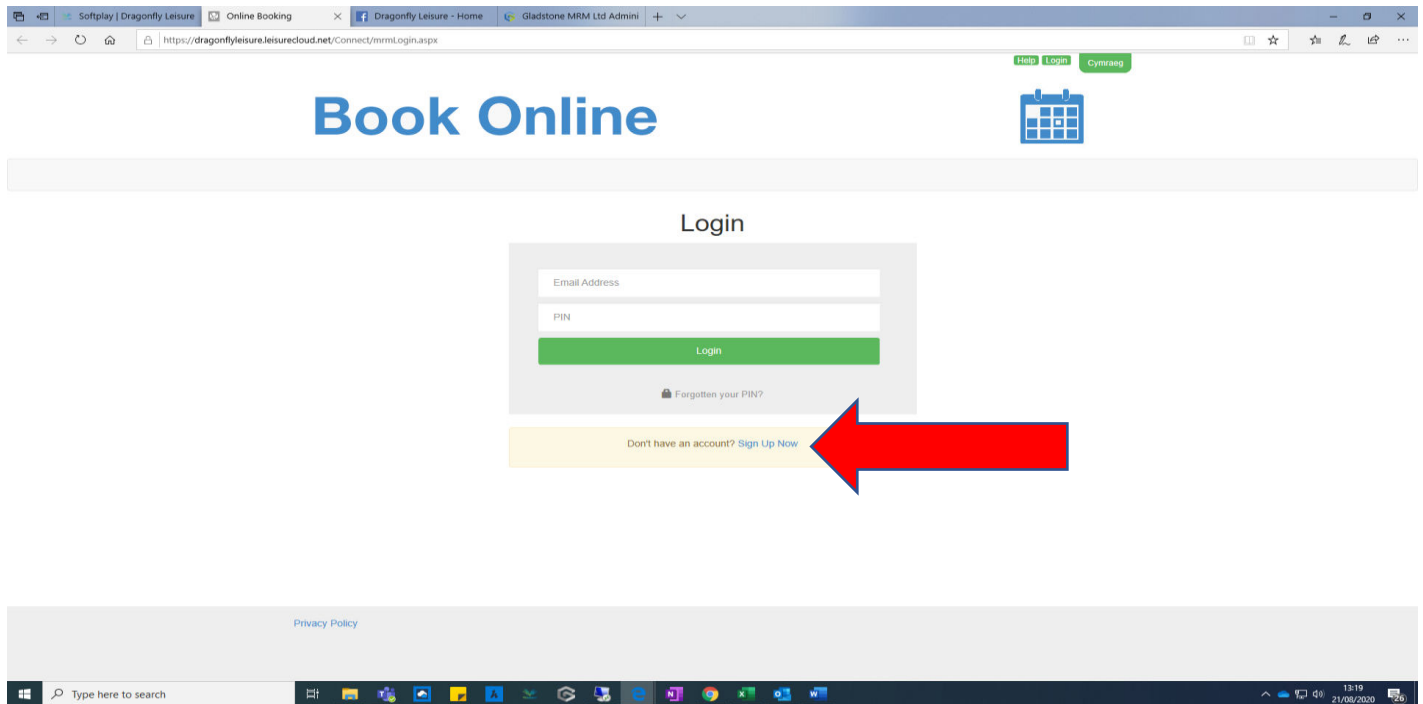 Softplay | Dragonfly Leisure
Online Booking
Dragonfly Leisure - Home
Gladstone MRM Ltd Admini
https://dragonflyleisure.leisurecloud.net/Connect/mrmLogin.aspx
Help
Login
Cymraeg
Book Online
Login
Email Address
PIN
Login
Forgotten your PIN?
Don't have an account? Sign Up Now
Privacy Policy
Type here to search
13:19
21/08/2020
26